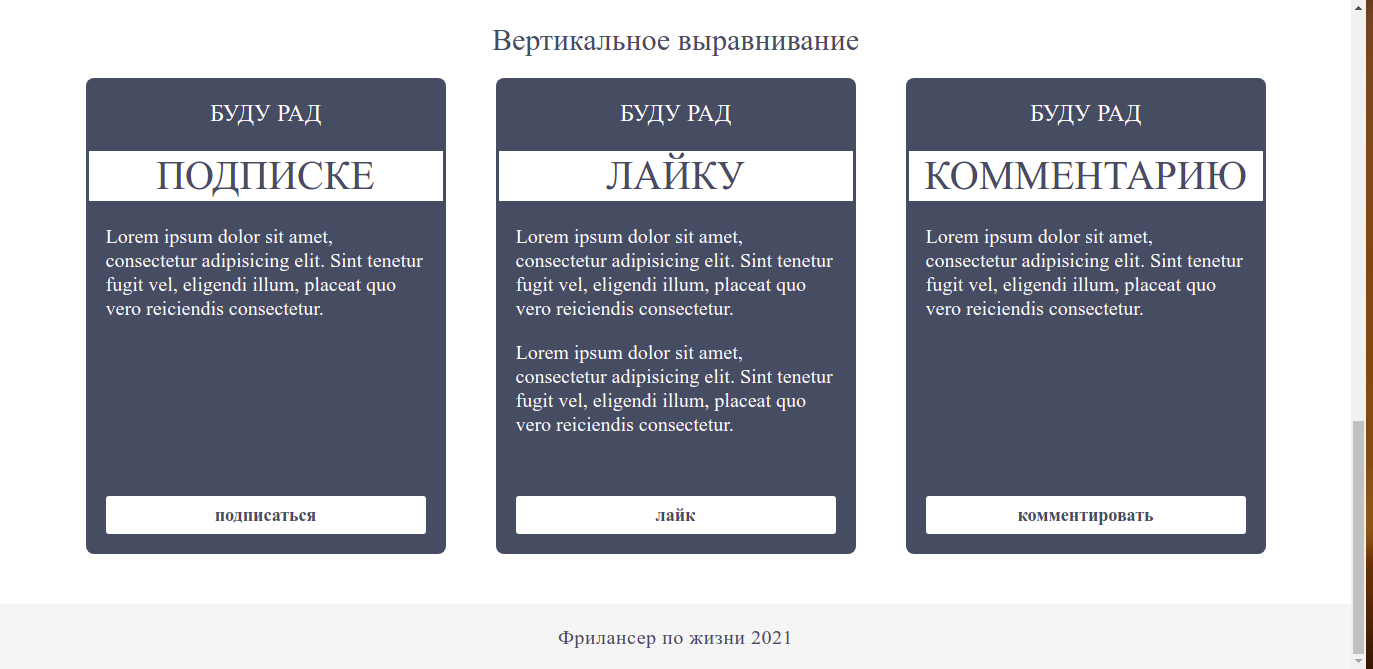 Вертикальное выравнивание
БУДУ РАД
ПОДПИСКЕ
Lorem ipsum dolor sit amet,
consectetur adipisicing elit. Sint tenetur
fugit vel, eligendi illum, placeat quo
vero reiciendis consectetur.
подписаться
БУДУ РАД
ЛАЙКУ
Lorem ipsum dolor sit amet,
consectetur adipisicing elit. Sint tenetur
fugit vel, eligendi illum, placeat quo
vero reiciendis consectetur.
Lorem ipsum dolor sit amet,
consectetur adipisicing elit. Sint tenetur
fugit vel, eligendi illum, placeat quo
vero reiciendis consectetur.
лайк
БУДУ РАД
КОММЕНТАРИЮ
Lorem ipsum dolor sit amet,
consectetur adipisicing elit. Sint tenetur
fugit vel, eligendi illum, placeat quo
vero reiciendis consectetur.
комментировать
Фрилансер по жизни 2021